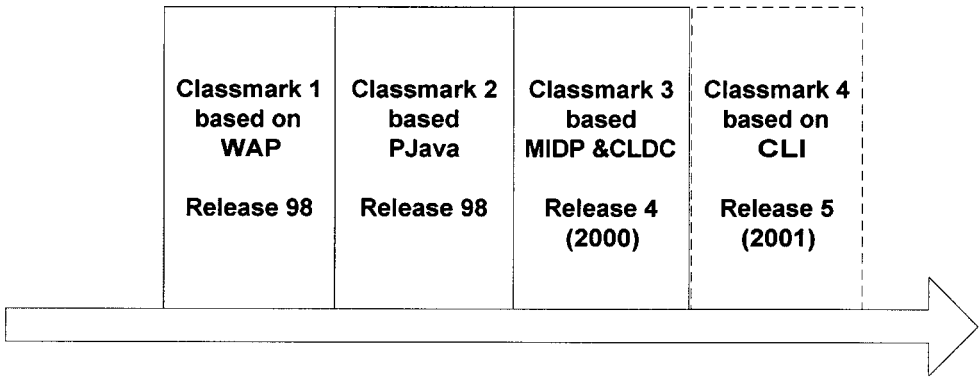 Classmark 1
based on
WAP
Release 98
Classmark 2
based
PJava
Release 98
Classmark 3
based
MIDP &CLDC
Release 4
(2000)
Classmark 4
based on
CLI
Release 5
(2001)